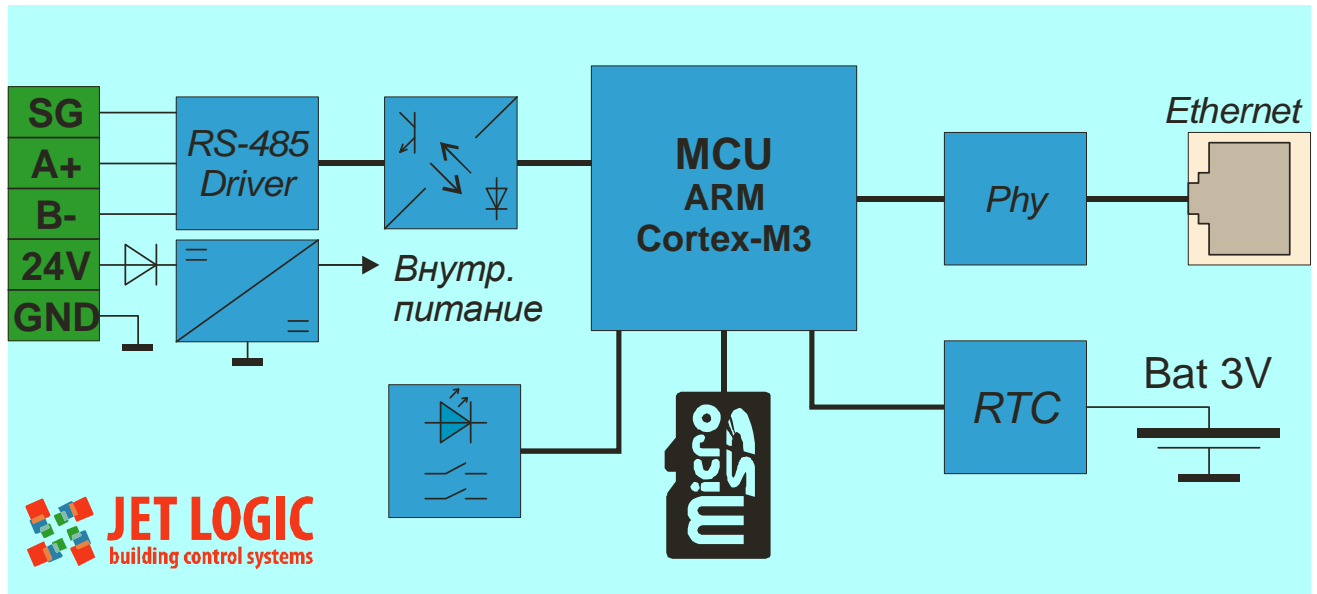 SG
A+
B-
24V
GND
RS-485
Driver
Внутр.
питание
MCU
ARM
Cortex-M3
Phy
Ethernet
RTC
Bat 3V
Micro
SD
JET LOGIC
building control systems